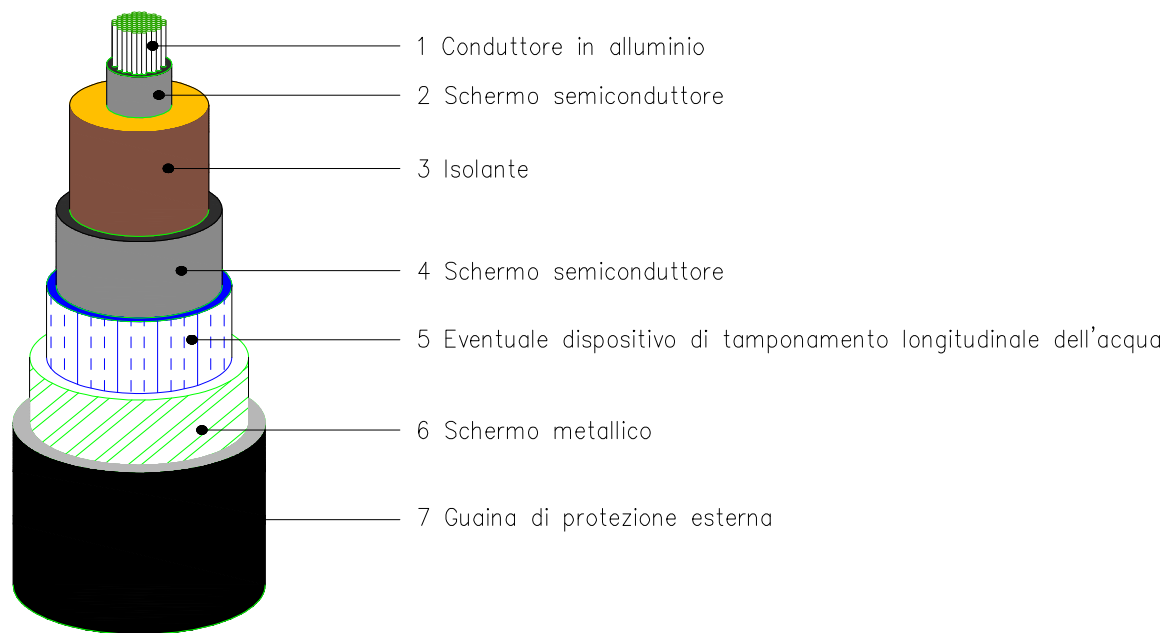 1 Conduttore in alluminio
2 Schermo semiconduttore
3 Isolante
4 Schermo semiconduttore
5 Eventuale dispositivo di tamponamento longitudinale dell'acqua
6 Schermo metallico
7 Guaina di protezione esterna